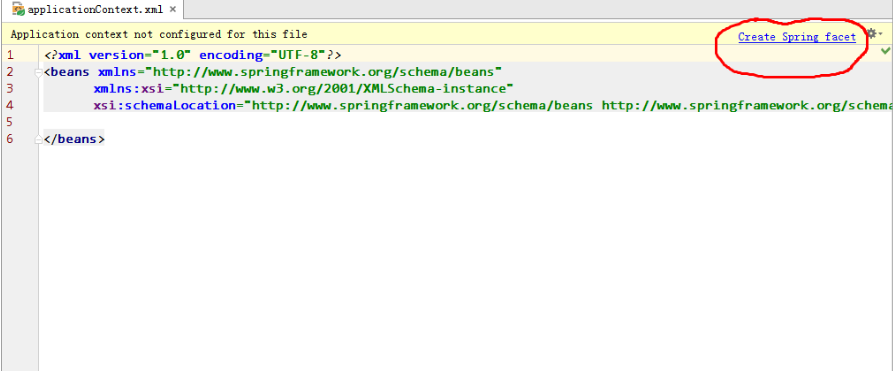 applicationContext.xml ×
Application context not configured for this file
Create Spring facet
1 <?xml version="1.0" encoding="UTF-8"?>
2 <beans xmlns="http://www.springframework.org/schema/beans"
3 xmlns:xsi="http://www.w3.org/2001/XMLSchema-instance"
4 xsi:schemaLocation="http://www.springframework.org/schema/beans http://www.springframework.org/schema
5
6 </beans>